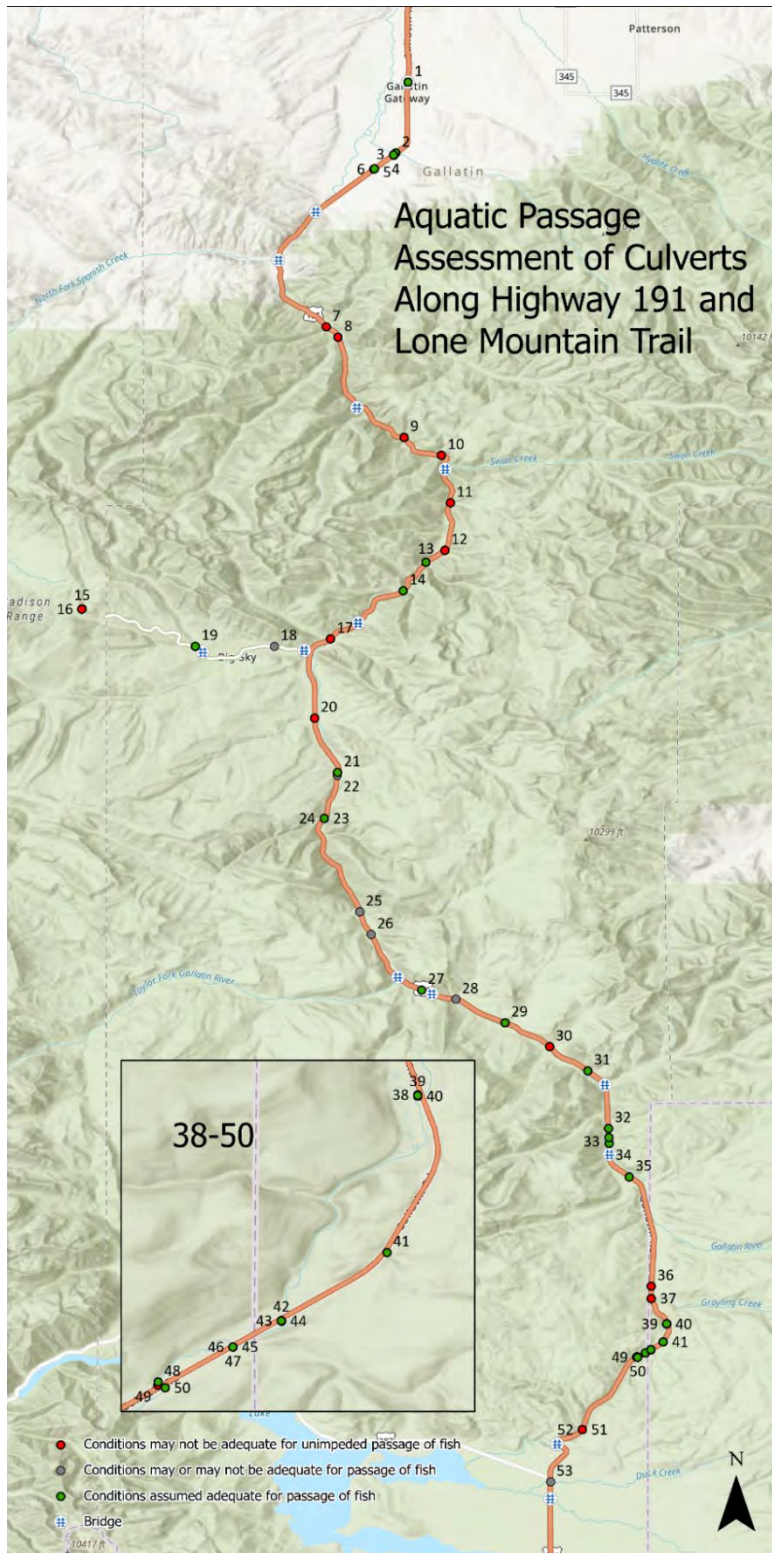 Patterson
345
345
1
Gallatin
Gateway
2
3
6
54
Gallatin
Hyalite Creek
Aquatic Passage
Assessment of Culverts
Along Highway 191 and
Lone Mountain Trail
North Fork Spanish Creek
7
8
10142 ft
9
10
Swan Creek
Swan Creek
11
12
13
14
15
16
Madison
Range
17
18
19
Big Sky
20
21
22
24
23
10299 ft
25
26
Taylor Fork Gallatin River
27
28
29
30
31
32
33
34
35
Gallatin River
36
37
Grayling Creek
39
40
41
49
50
38-50
39
38
40
41
42
43
44
46
45
47
48
49
50
Lake
52
51
53
Duck Creek
Conditions may not be adequate for unimpeded passage of fish
Conditions may or may not be adequate for passage of fish
Conditions assumed adequate for passage of fish
Bridge
N
10417 ft